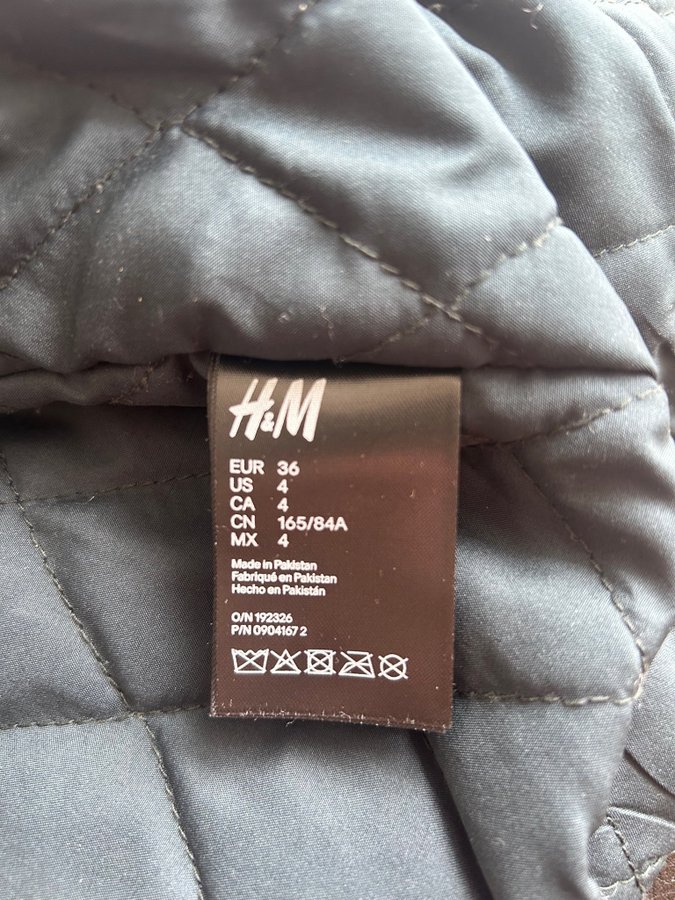 H&M
EUR 36
US 4
CA 4
CN 165/84A
MX 4
Made in Pakistan
Fabriqué en Pakistan
Hecho en Pakistán
O/N 192326
P/N 0904167 2